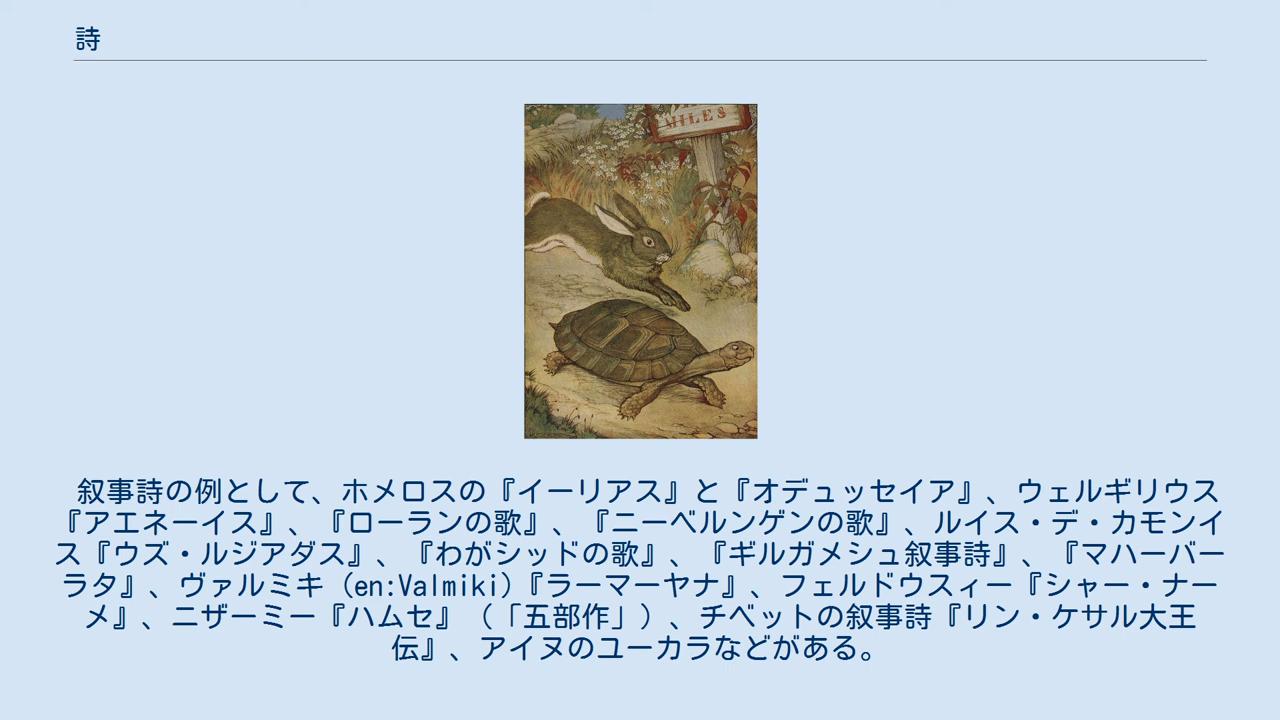 詩
MILES
叙事詩の例として、ホメロスの『イーリアス』と『オデュッセイア』、ウェルギリウス
『アエネーイス』、『ローランの歌』、『ニーベルンゲンの歌』、ルイス・デ・カモンイ
ス『ウズ・ルジアダス』、『わがシッドの歌』、『ギルガメシュ叙事詩』、『マハーバー
ラタ』、ヴァルミキ（en:Valmiki）『ラーマーヤナ』、フェルドウスィー『シャー・ナー
メ』、ニザーミー『ハムセ』（「五部作」）、チベットの叙事詩『リン・ケサル大王
伝』、アイヌのユーカラなどがある。